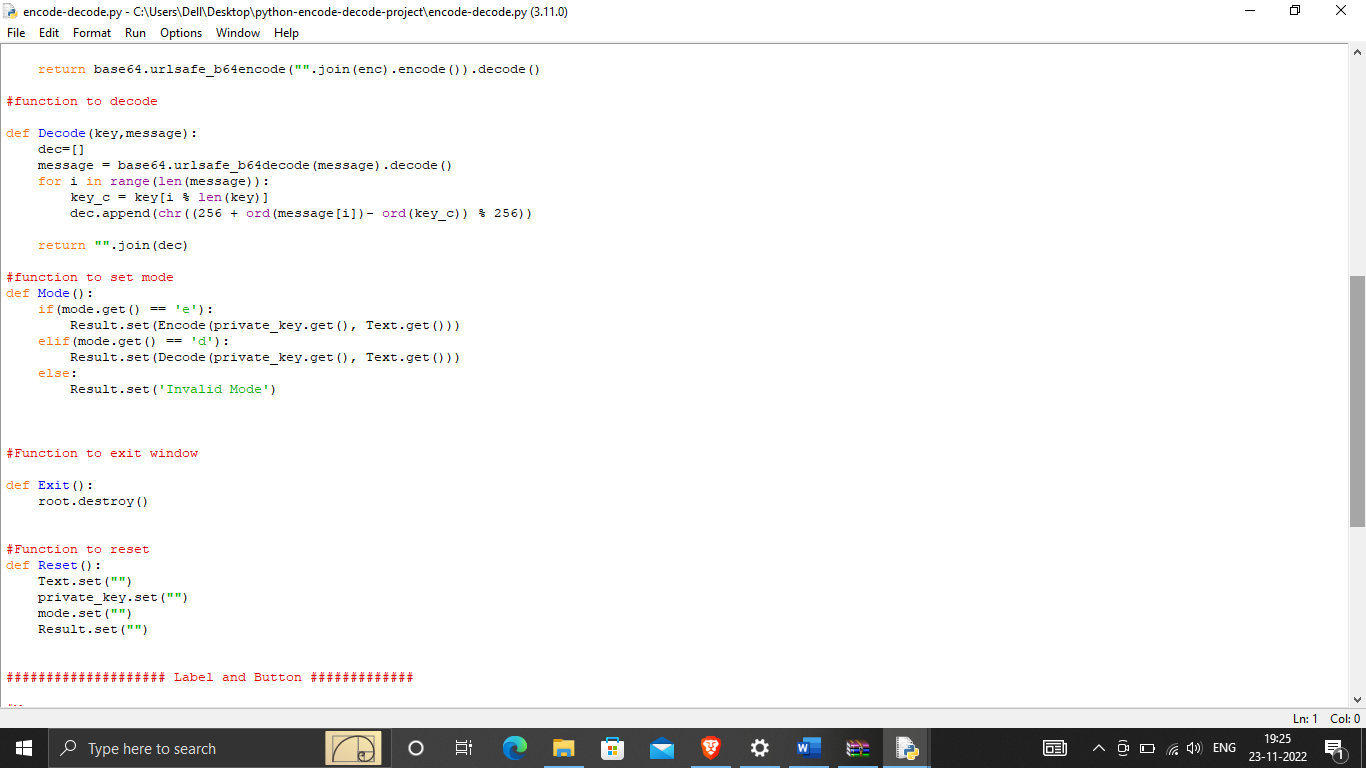 encode-decode.py - C:\Users\Dell\Desktop\python-encode-decode-project\encode-decode.py (3.11.0)
File Edit Format Run Options Window Help
    return base64.urlsafe_b64encode("".join(enc).encode()).decode()
#function to decode
def Decode(key,message):
    dec=[]
    message = base64.urlsafe_b64decode(message).decode()
    for i in range(len(message)):
        key_c = key[i % len(key)]
        dec.append(chr((256 + ord(message[i])- ord(key_c)) % 256))
    return "".join(dec)
#function to set mode
def Mode():
    if(mode.get() == 'e'):
        Result.set(Encode(private_key.get(), Text.get()))
    elif(mode.get() == 'd'):
        Result.set(Decode(private_key.get(), Text.get()))
    else:
        Result.set('Invalid Mode')
#Function to exit window
def Exit():
    root.destroy()
#Function to reset
def Reset():
    Text.set("")
    private_key.set("")
    mode.set("")
    Result.set("")
#################### Label and Button #############
Ln: 1 Col: 0
Type here to search
ENG
19:25
23-11-2022
1